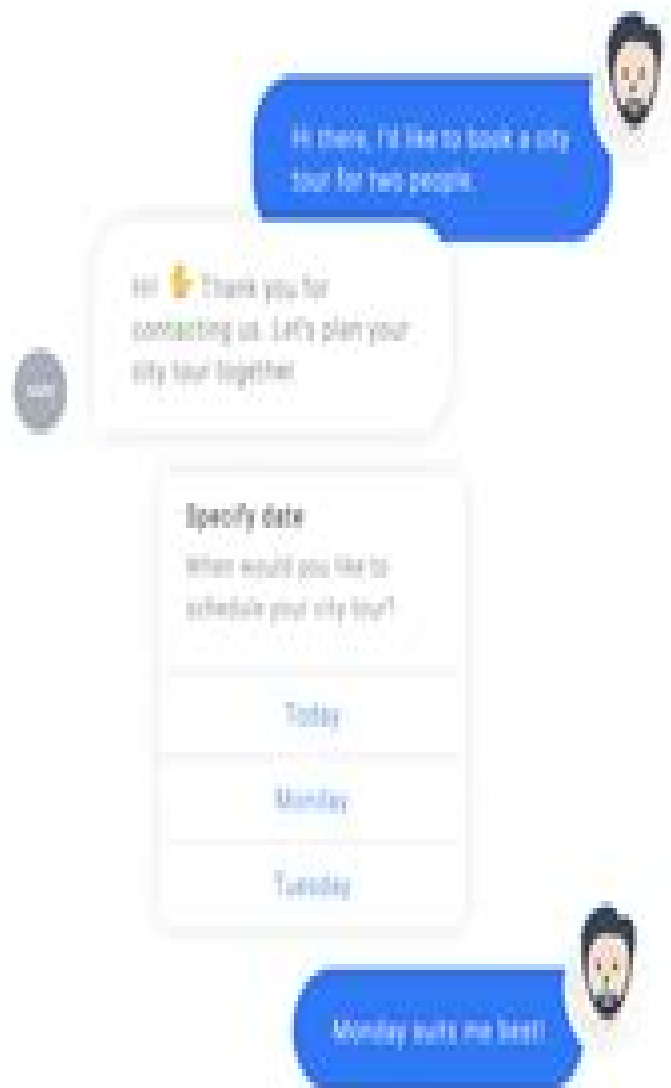 Hi there, I'd like to book a city
tour for two people.
Hi! 👋 Thank you for
contacting us. Let's plan your
city tour together
Specify date
When would you like to
schedule your city tour?
Today
Monday
Tuesday
Monday suits me best!